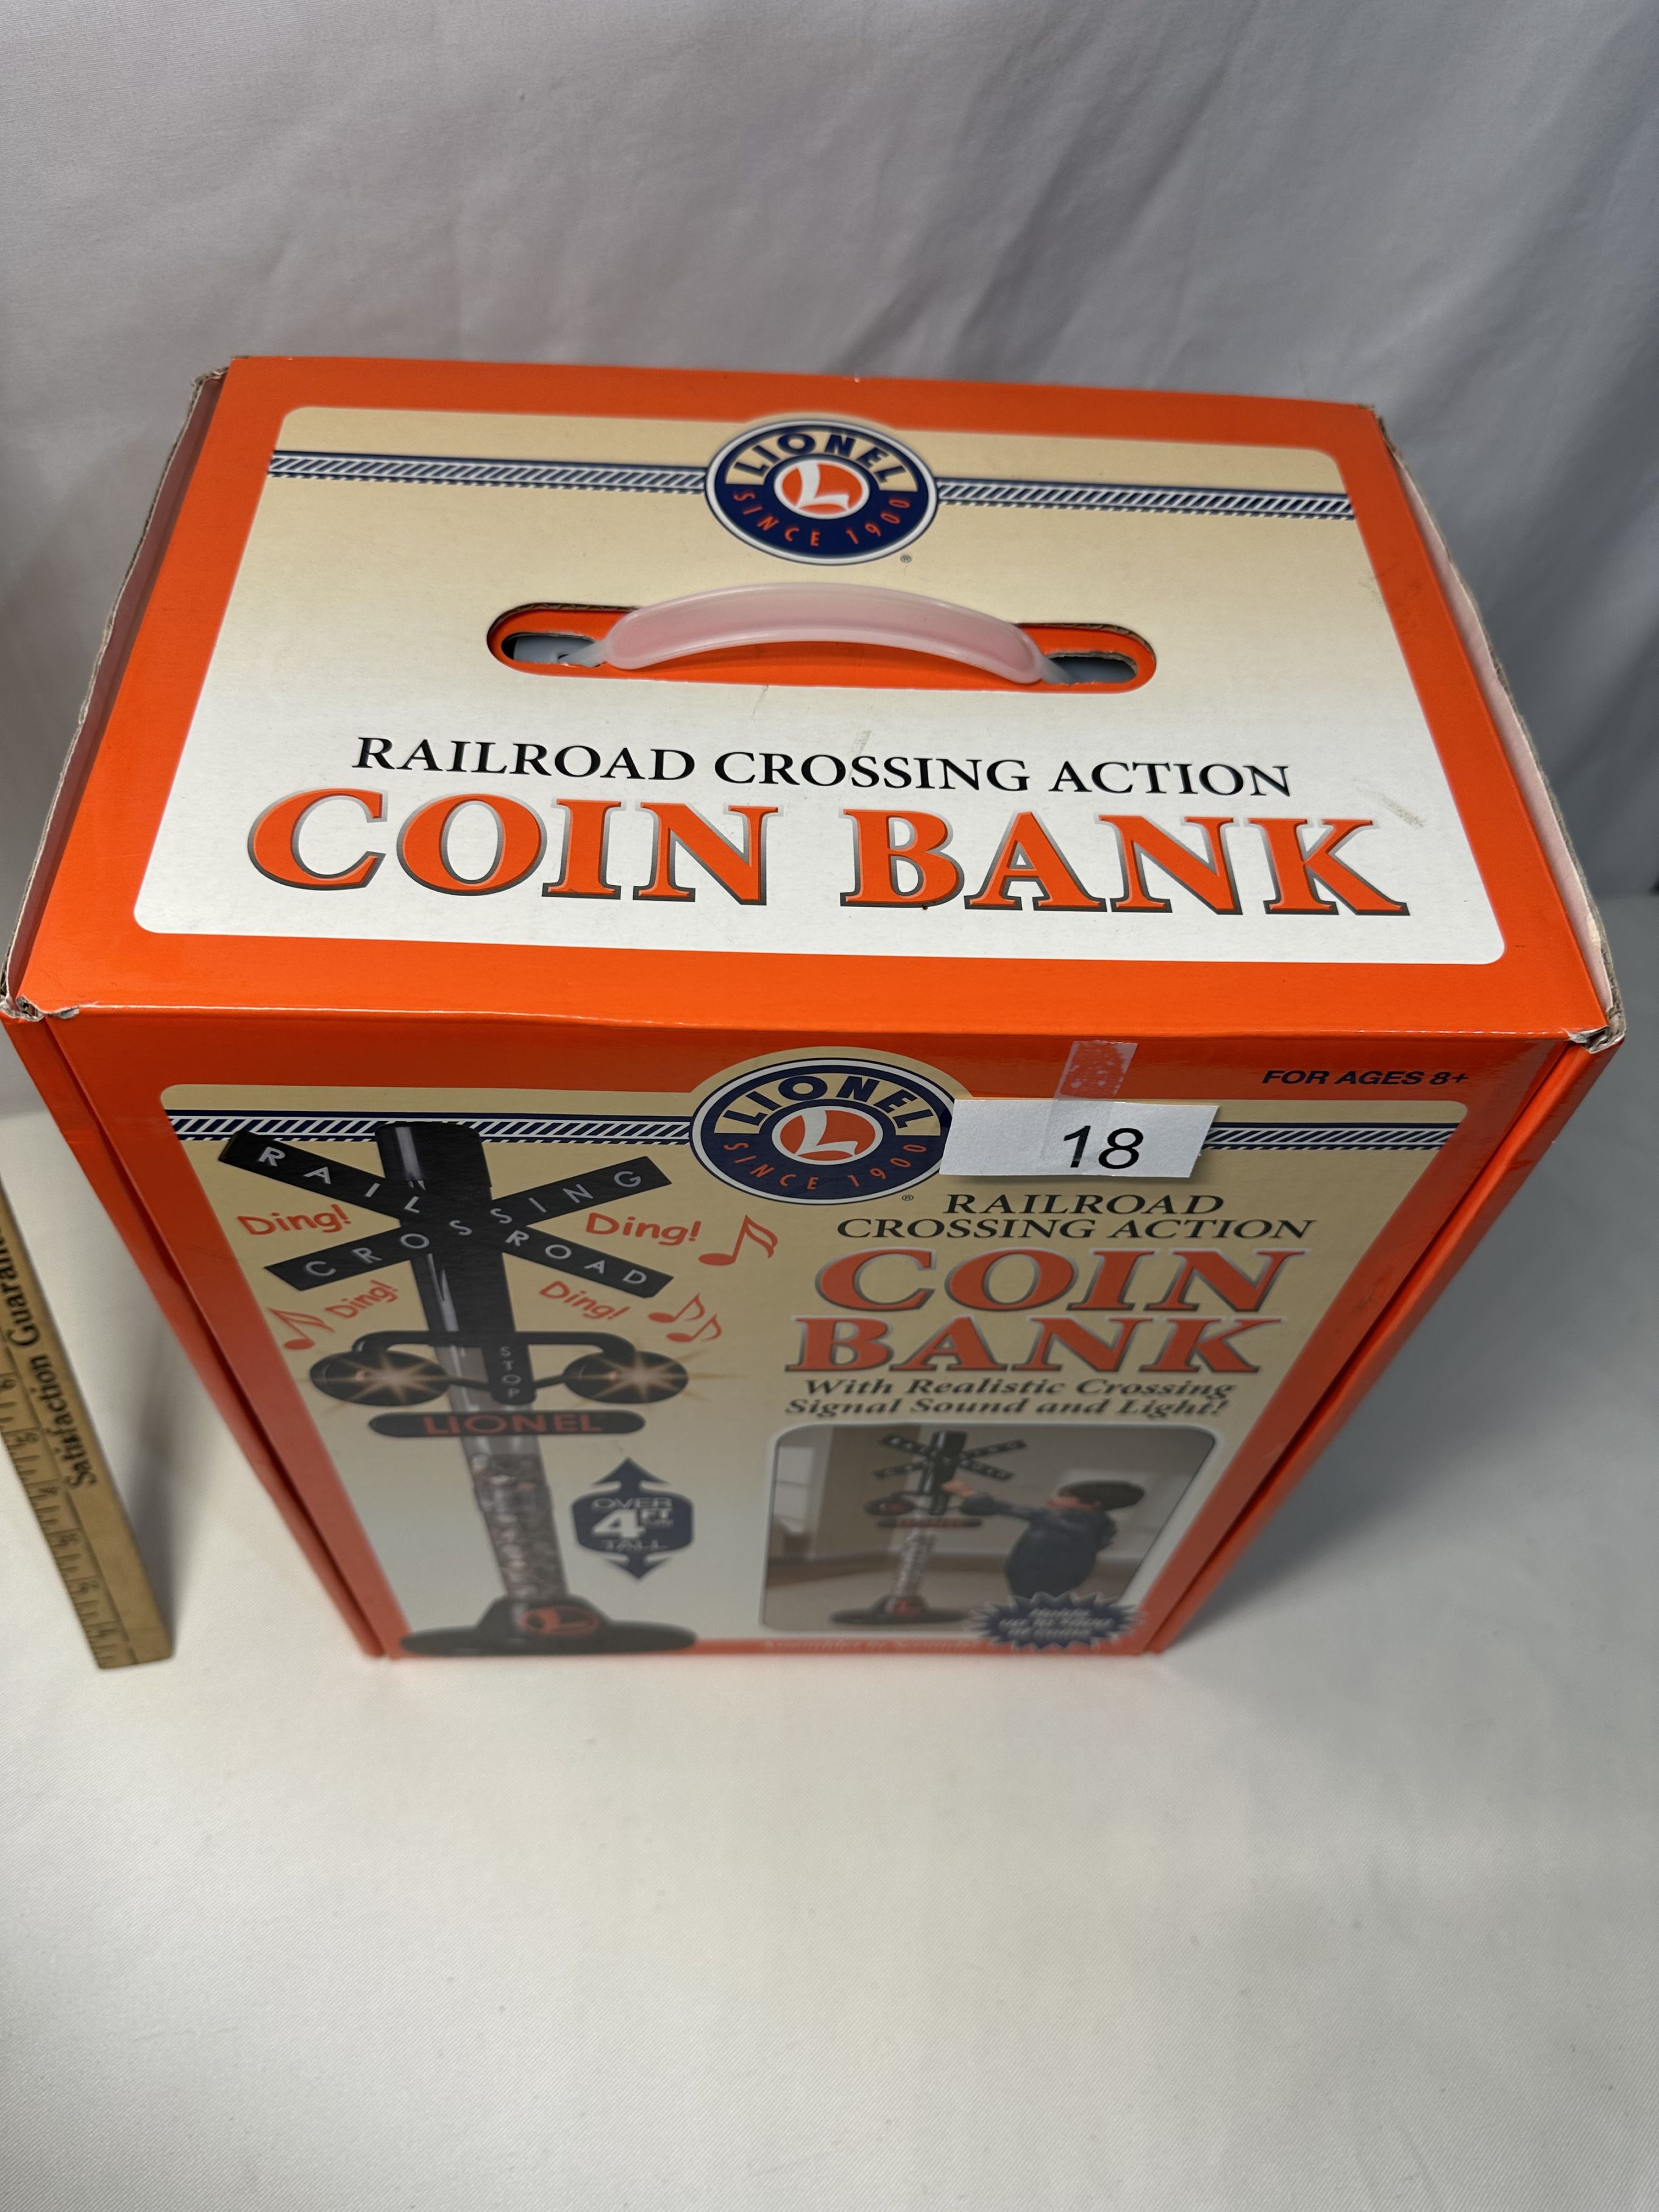 LIONEL
L
SINCE 1900
®
RAILROAD CROSSING ACTION
COIN BANK
FOR AGES 8+
LIONEL
L
SINCE 1900
®
18
RAILROAD
CROSSING
Ding!
Ding!
Ding!
Ding!
STOP
LIONEL
OVER
4 FT
TALL
RAILROAD
CROSSING ACTION
COIN
BANK
With Realistic Crossing
Signal Sound and Light!
Satisfaction